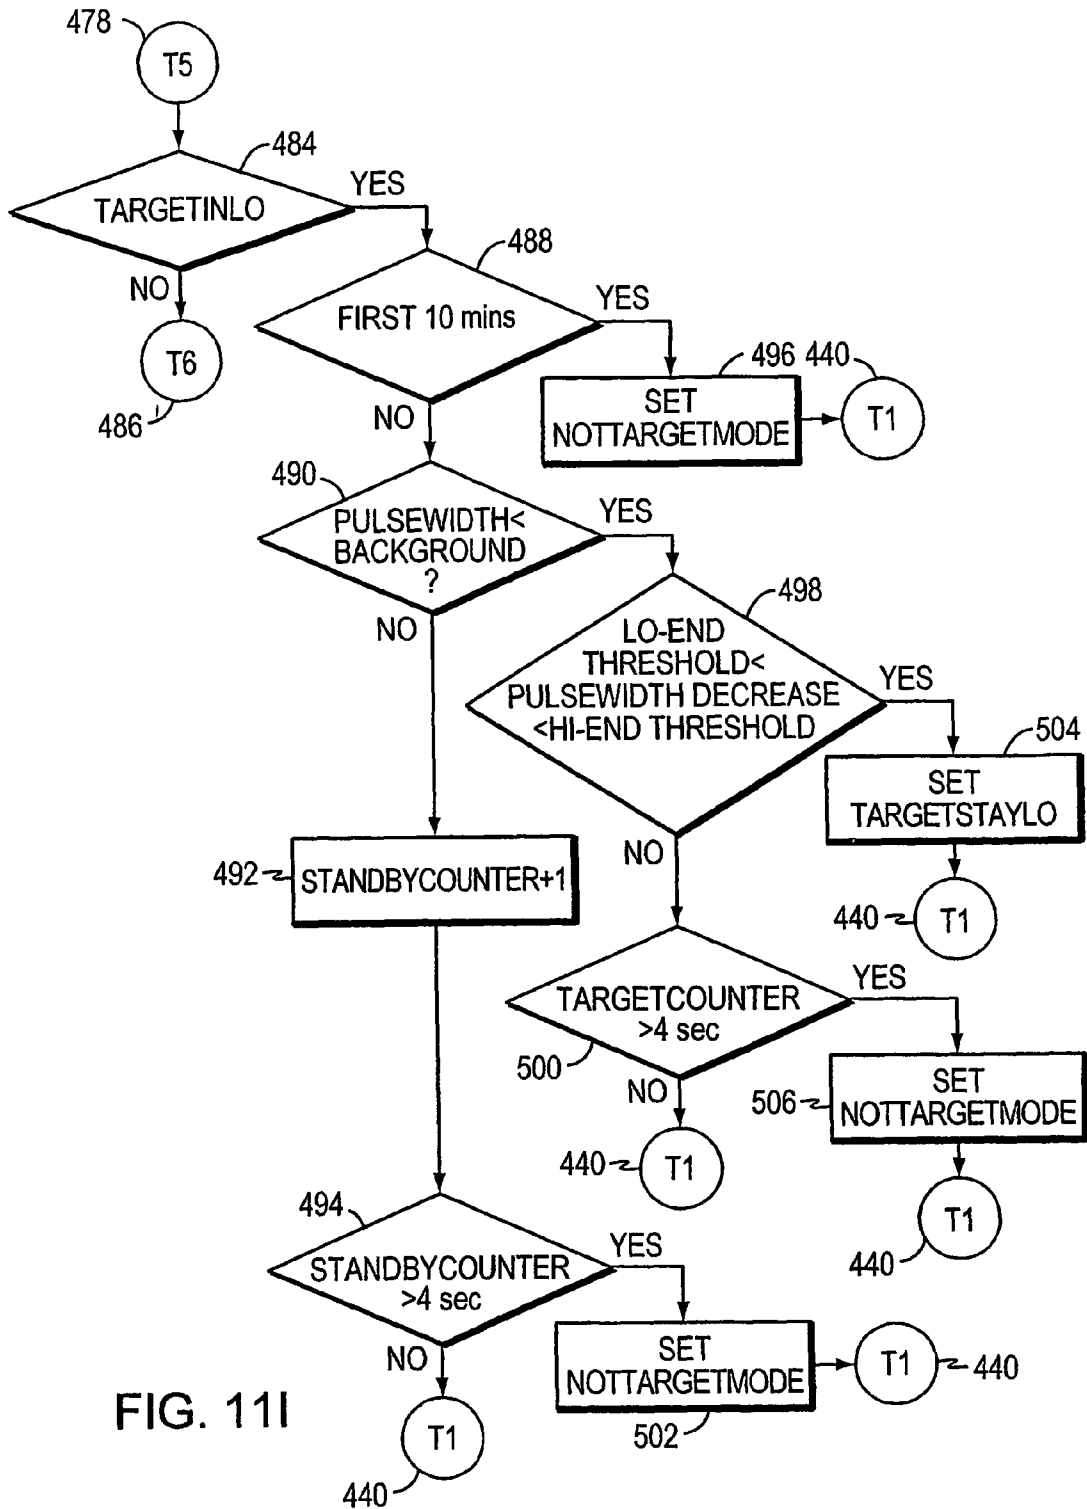 478
T5
484
TARGETINLO
YES
NO
488
FIRST 10 mins
YES
T6
486
496
440
SET
NOTTARGETMODE
T1
NO
490
PULSEWIDTH<
BACKGROUND
?
YES
NO
498
LO-END
THRESHOLD<
PULSEWIDTH DECREASE
<HI-END THRESHOLD
YES
504
SET
TARGETSTAYLO
NO
492
STANDBYCOUNTER+1
440
T1
TARGETCOUNTER
>4 sec
YES
500
NO
506
SET
NOTTARGETMODE
440
T1
T1
440
494
STANDBYCOUNTER
>4 sec
YES
NO
SET
NOTTARGETMODE
502
T1
440
T1
440
FIG. 11I